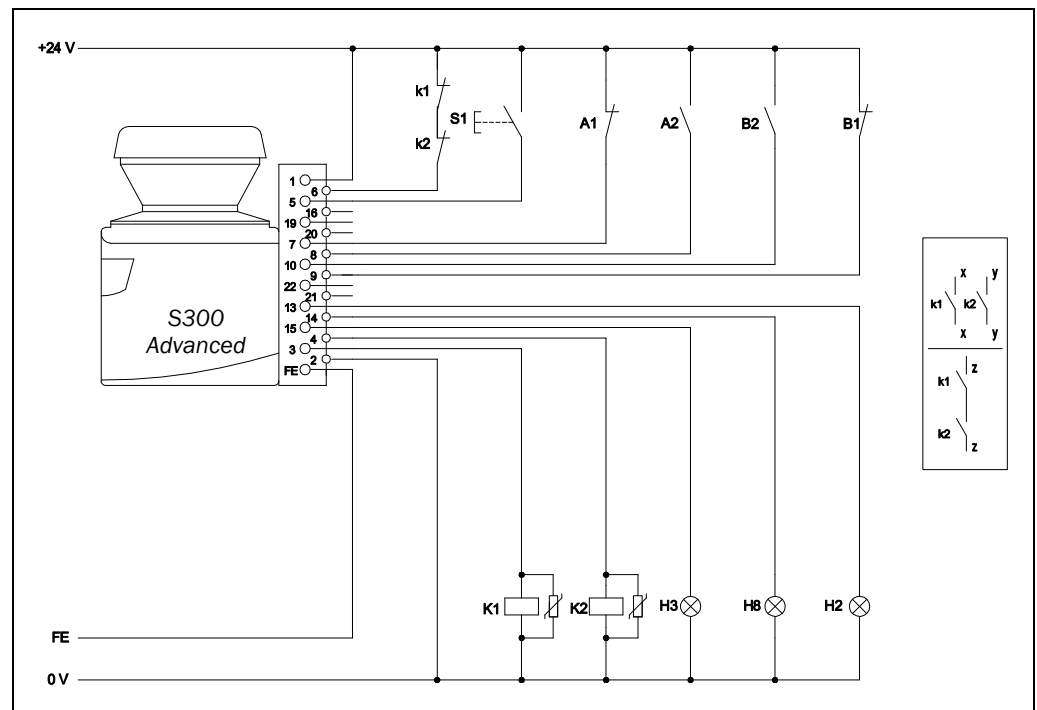 +24 V
k1
k2
S1
A1
A2
B2
B1
1
6
5
16
19
20
7
8
10
9
22
21
13
14
15
4
3
2
FE
S300
Advanced
x y
k1 k2
x y
k1 z
k2
z
K1
K2
H3
H8
H2
FE
0 V